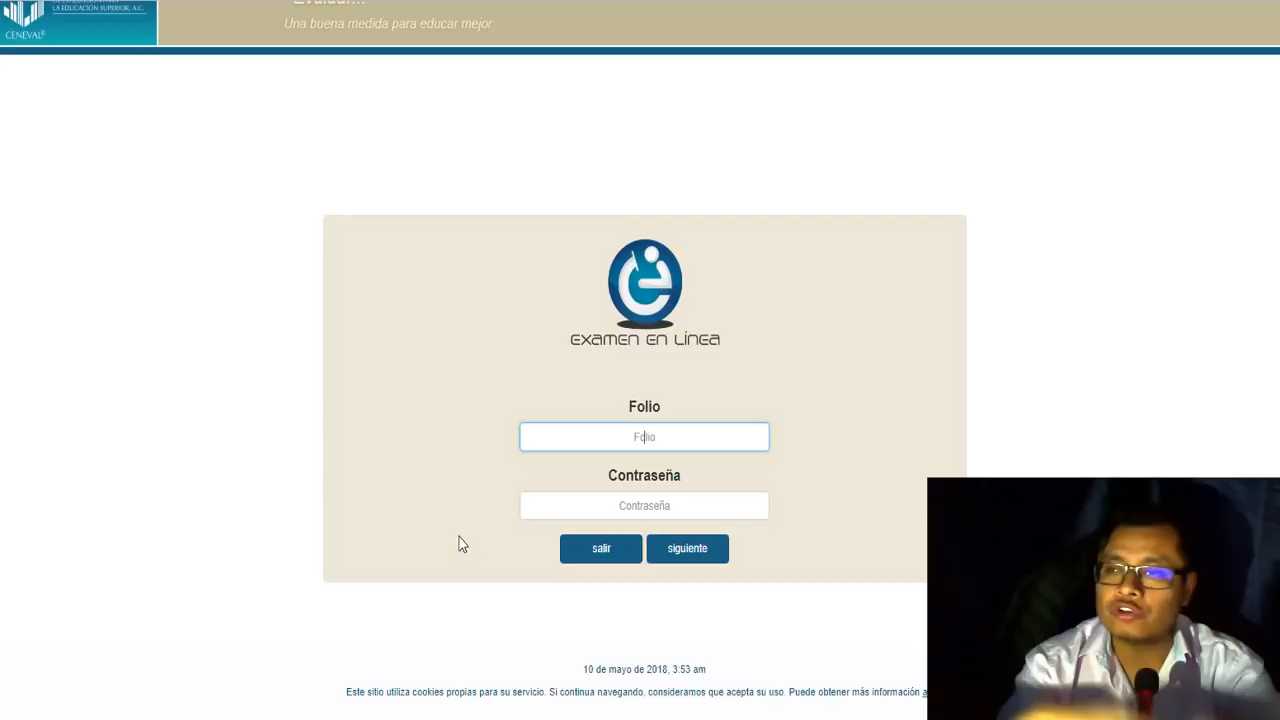 LA EDUCACIÓN SUPERIOR, A.C.
CENEVAL®
Evaluar...
Una buena medida para educar mejor
EXAMEN EN LÍNEA
Folio
Folio
Contraseña
Contraseña
salir
siguiente
10 de mayo de 2018, 3:53 am
Este sitio utiliza cookies propias para su servicio. Si continua navegando, consideramos que acepta su uso. Puede obtener más información